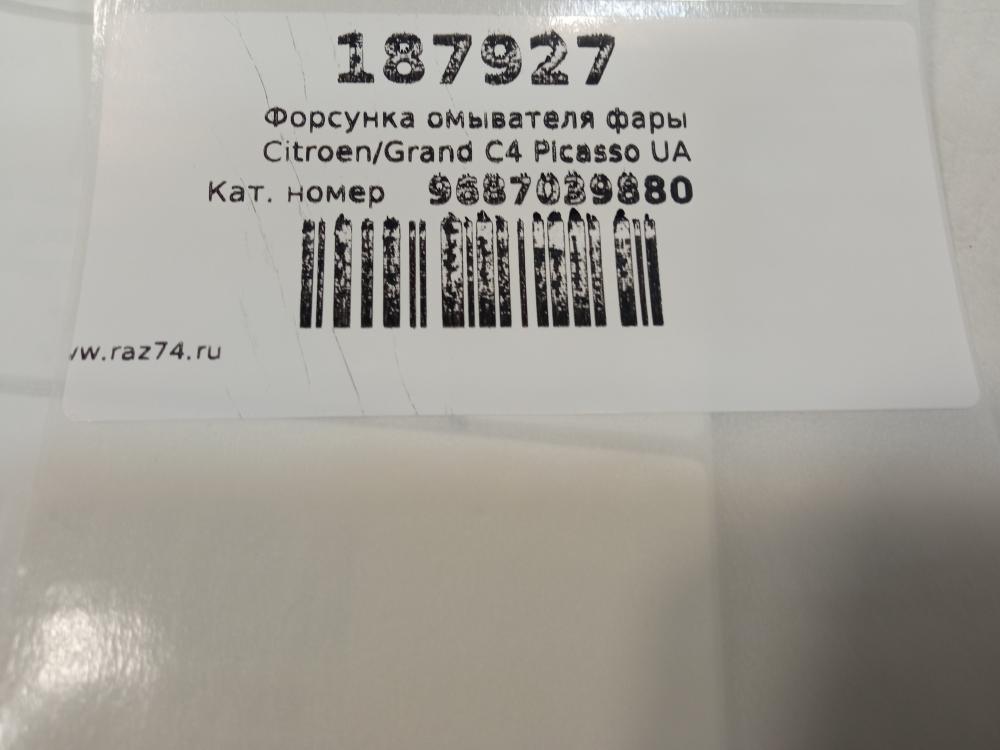 187927
Форсунка омывателя фары
Citroen/Grand C4 Picasso UA
Кат. номер 9687039880
w.raz74.ru